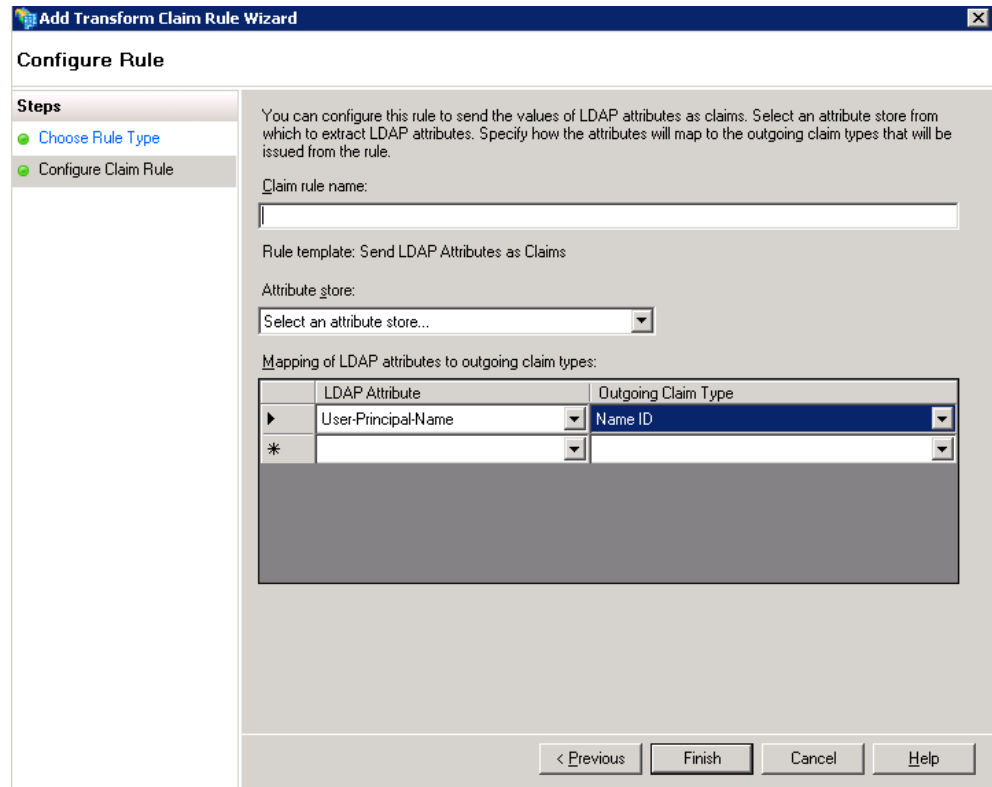 Add Transform Claim Rule Wizard
Configure Rule
Steps
Choose Rule Type
Configure Claim Rule
You can configure this rule to send the values of LDAP attributes as claims. Select an attribute store from
which to extract LDAP attributes. Specify how the attributes will map to the outgoing claim types that will be
issued from the rule.
Claim rule name:
Rule template: Send LDAP Attributes as Claims
Attribute store:
Select an attribute store...
Mapping of LDAP attributes to outgoing claim types:
LDAP Attribute Outgoing Claim Type
User-Principal-Name Name ID
< Previous Finish Cancel Help